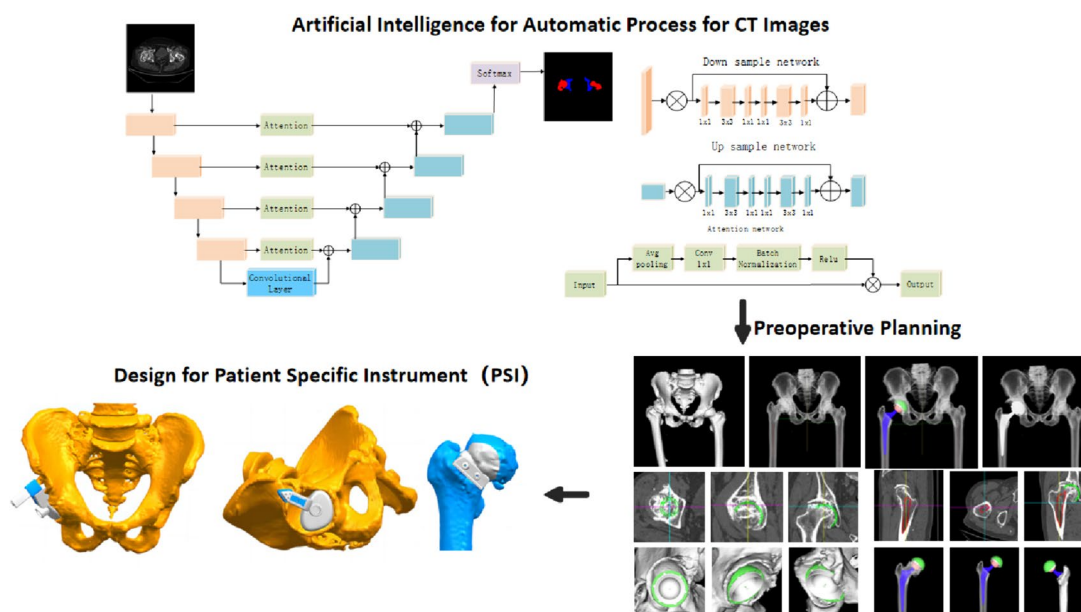 Artificial Intelligence for Automatic Process for CT Images
Softmax
Attention
Attention
Attention
Attention
Convolutional
Layer
Down sample network
1x1 3x3 1x1 1x1 3x3 1x1
Up sample network
1x1 3x3 1x1 1x1 3x3 1x1
Attention network
Input
Avg
pooling
Conv
1x1
Batch
Normalization
Relu
Output
Preoperative Planning
Design for Patient Specific Instrument（PSI）